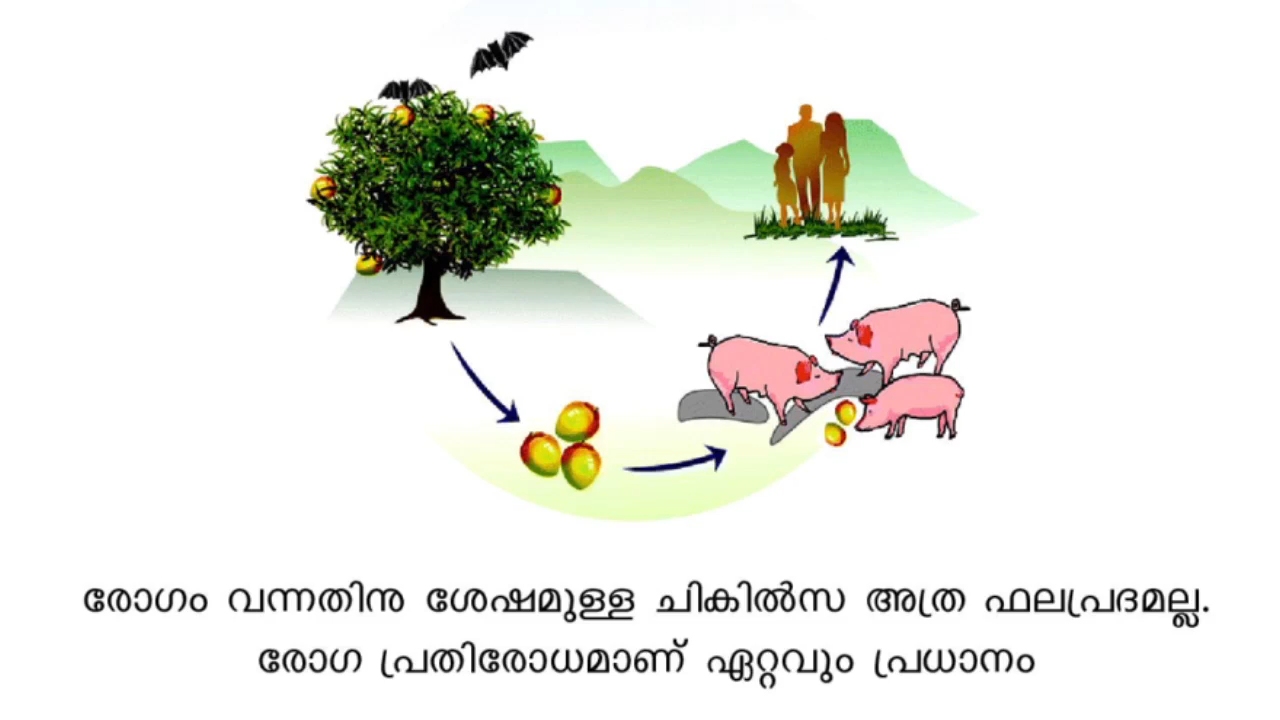 രോഗം വന്നതിനു ശേഷമുള്ള ചികിൽസ അത്ര ഫലപ്രദമല്ല.
രോഗ പ്രതിരോധമാണ് ഏറ്റവും പ്രധാനം